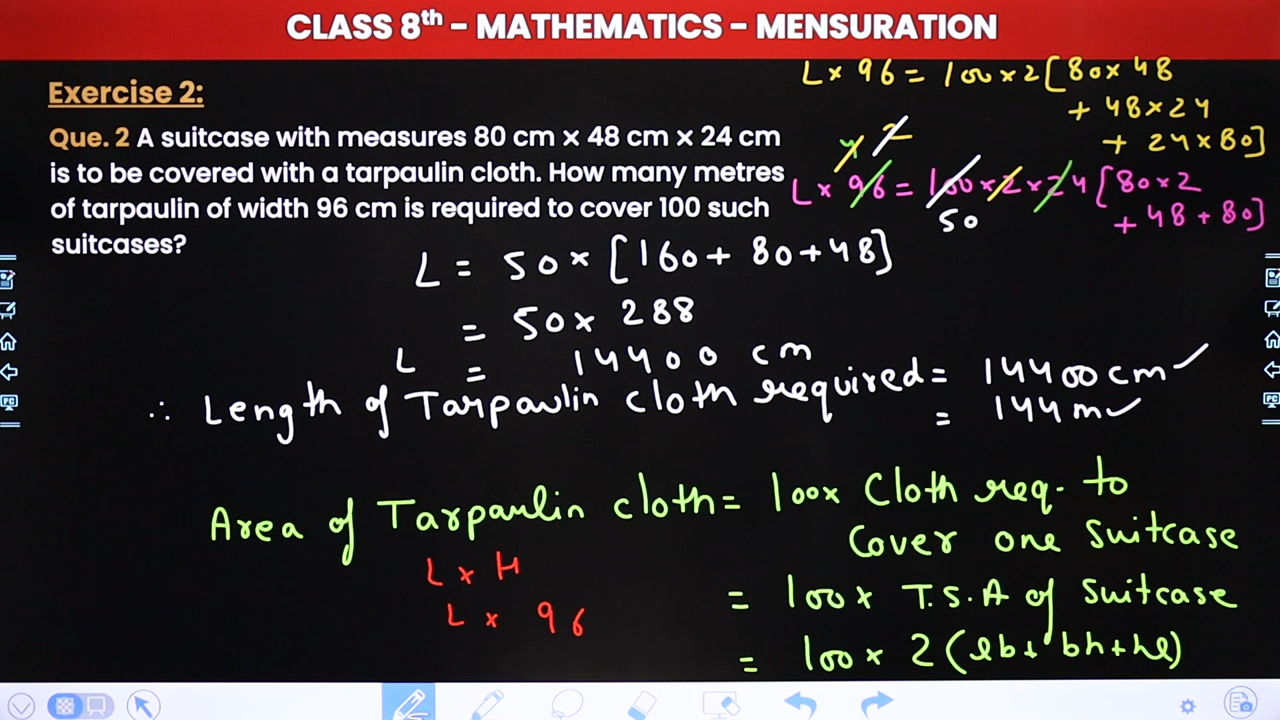 CLASS 8th - MATHEMATICS - MENSURATION
Exercise 2:
Que. 2 A suitcase with measures 80 cm × 48 cm × 24 cm
is to be covered with a tarpaulin cloth. How many metres
of tarpaulin of width 96 cm is required to cover 100 such
suitcases?
L × 96 = 100 × 2 [80 × 48
+ 48 × 24
+ 24 × 80]
4 2
L × 96 = 100 × 2 × 24 [80 × 2
+ 48 + 80]
50
L = 50 × [160 + 80 + 48]
= 50 × 288
L = 14400 cm
∴ Length of Tarpaulin cloth required = 14400 cm ✓
= 144 m ✓
Area of Tarpaulin cloth = 100 × Cloth req. to
Cover one Suitcase
L × H
= 100 × T.S.A of Suitcase
L × 96
= 100 × 2 (lb + bh + hl)
PC
PC